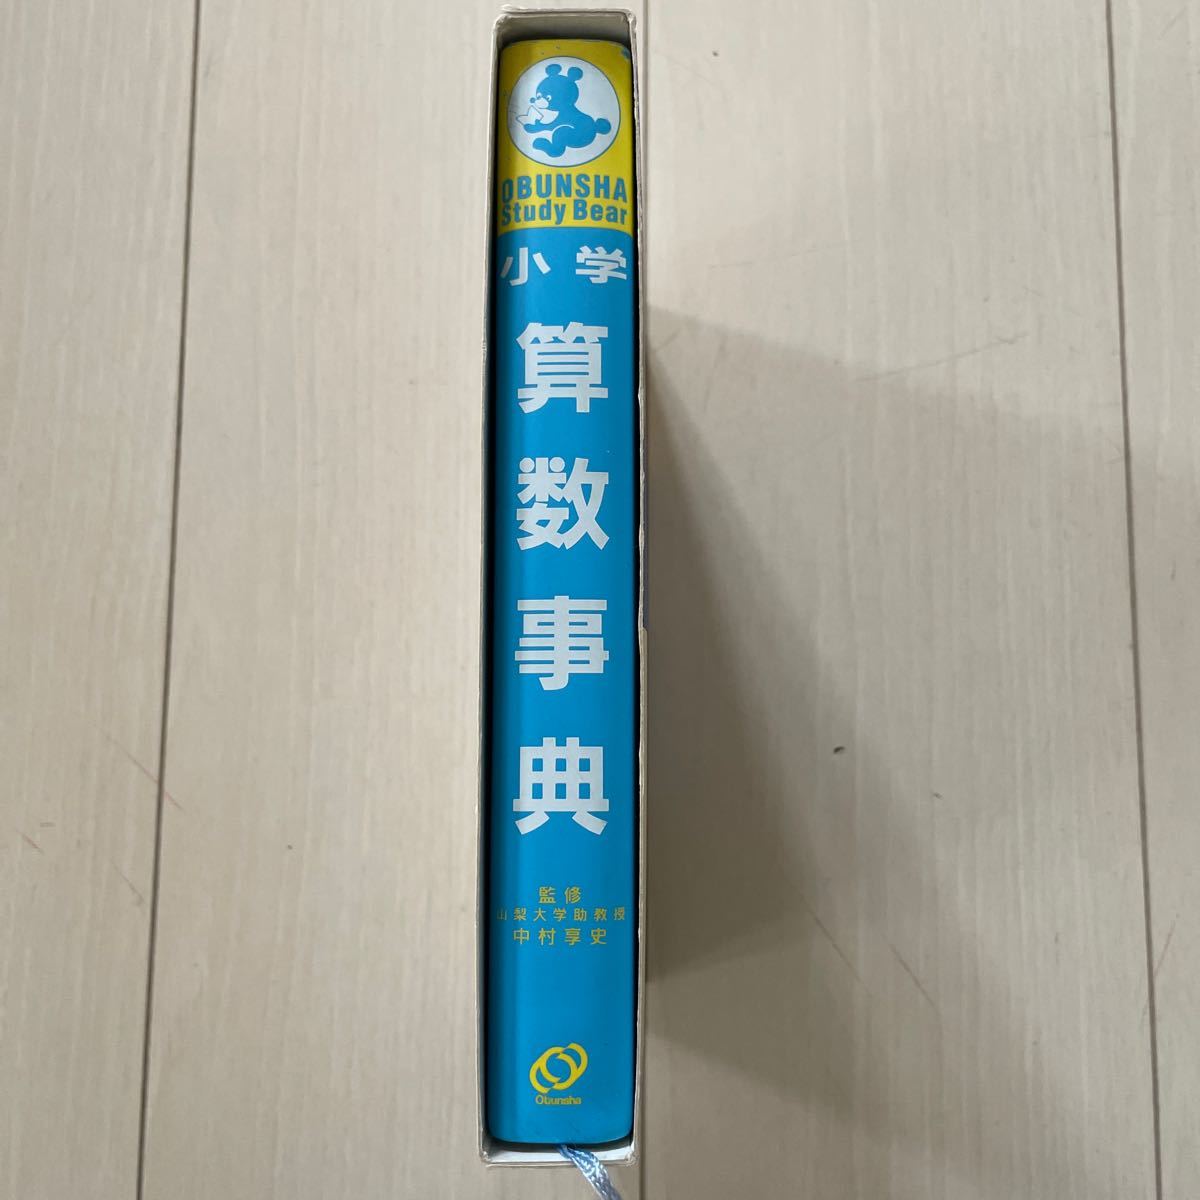 OBUNSHA
Study Bear
小学
算数事典
監修
山梨大学助教授
中村享史
Obunsha